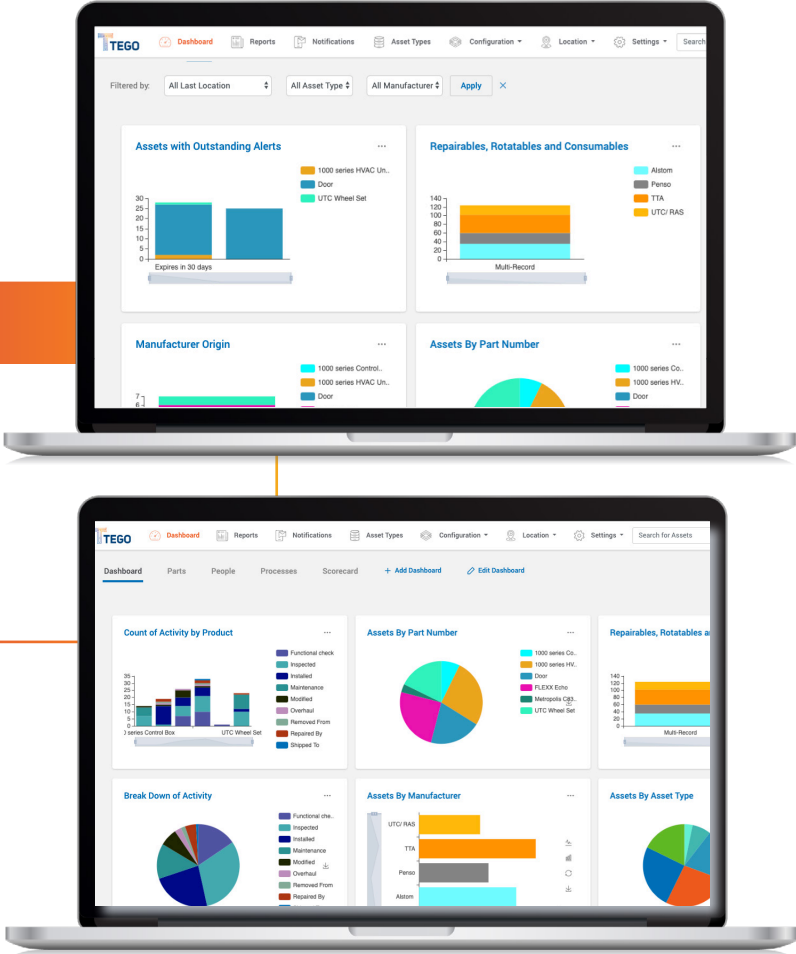 TEGO Dashboard Reports Notifications Asset Types Configuration Location Settings Search
Filtered by: All Last Location All Asset Type All Manufacturer Apply ×
Assets with Outstanding Alerts ...
1000 series HVAC Un..
Door
UTC Wheel Set
30
25
20
15
10
5
0
Expires in 30 days
Repairables, Rotatables and Consumables ...
Alstom
Penso
TTA
UTC/ RAS
140
120
100
80
60
40
20
0
Multi-Record
Manufacturer Origin ...
1000 series Control..
1000 series HVAC Un..
Door
7
6
Assets By Part Number ...
1000 series Co..
1000 series HV..
Door
TEGO Dashboard Reports Notifications Asset Types Configuration Location Settings Search for Assets
Dashboard Parts People Processes Scorecard + Add Dashboard Edit Dashboard
Count of Activity by Product ...
Functional check
Inspected
Installed
Maintenance
Modified
Overhaul
Removed From
Repaired By
Shipped To
35
30
25
20
15
10
5
0
series Control Box UTC Wheel Set
Assets By Part Number ...
1000 series Co..
1000 series HV..
Door
FLEXX Echo
Metropolis C83..
UTC Wheel Set
Repairables, Rotatables a
140
120
100
80
60
40
20
0
Multi-Record
Break Down of Activity ...
Functional che..
Inspected
Installed
Maintenance
Modified
Overhaul
Removed From
Repaired By
Assets By Manufacturer ...
UTC/ RAS
TTA
Penso
Alstom
Assets By Asset Type